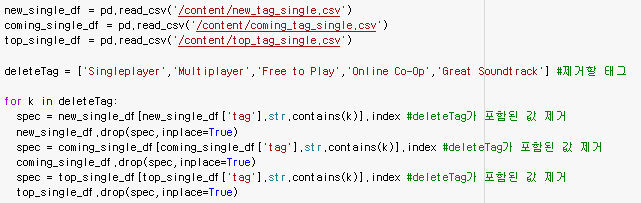 new_single_df = pd.read_csv('/content/new_tag_single.csv')
coming_single_df = pd.read_csv('/content/coming_tag_single.csv')
top_single_df = pd.read_csv('/content/top_tag_single.csv')
deleteTag = ['Singleplayer','Multiplayer','Free to Play','Online Co-Op','Great Soundtrack'] #제거할 태그
for k in deleteTag:
spec = new_single_df[new_single_df['tag'].str.contains(k)].index #deleteTag가 포함된 값 제거
new_single_df.drop(spec,inplace=True)
spec = coming_single_df[coming_single_df['tag'].str.contains(k)].index #deleteTag가 포함된 값 제거
coming_single_df.drop(spec,inplace=True)
spec = top_single_df[top_single_df['tag'].str.contains(k)].index #deleteTag가 포함된 값 제거
top_single_df.drop(spec,inplace=True)